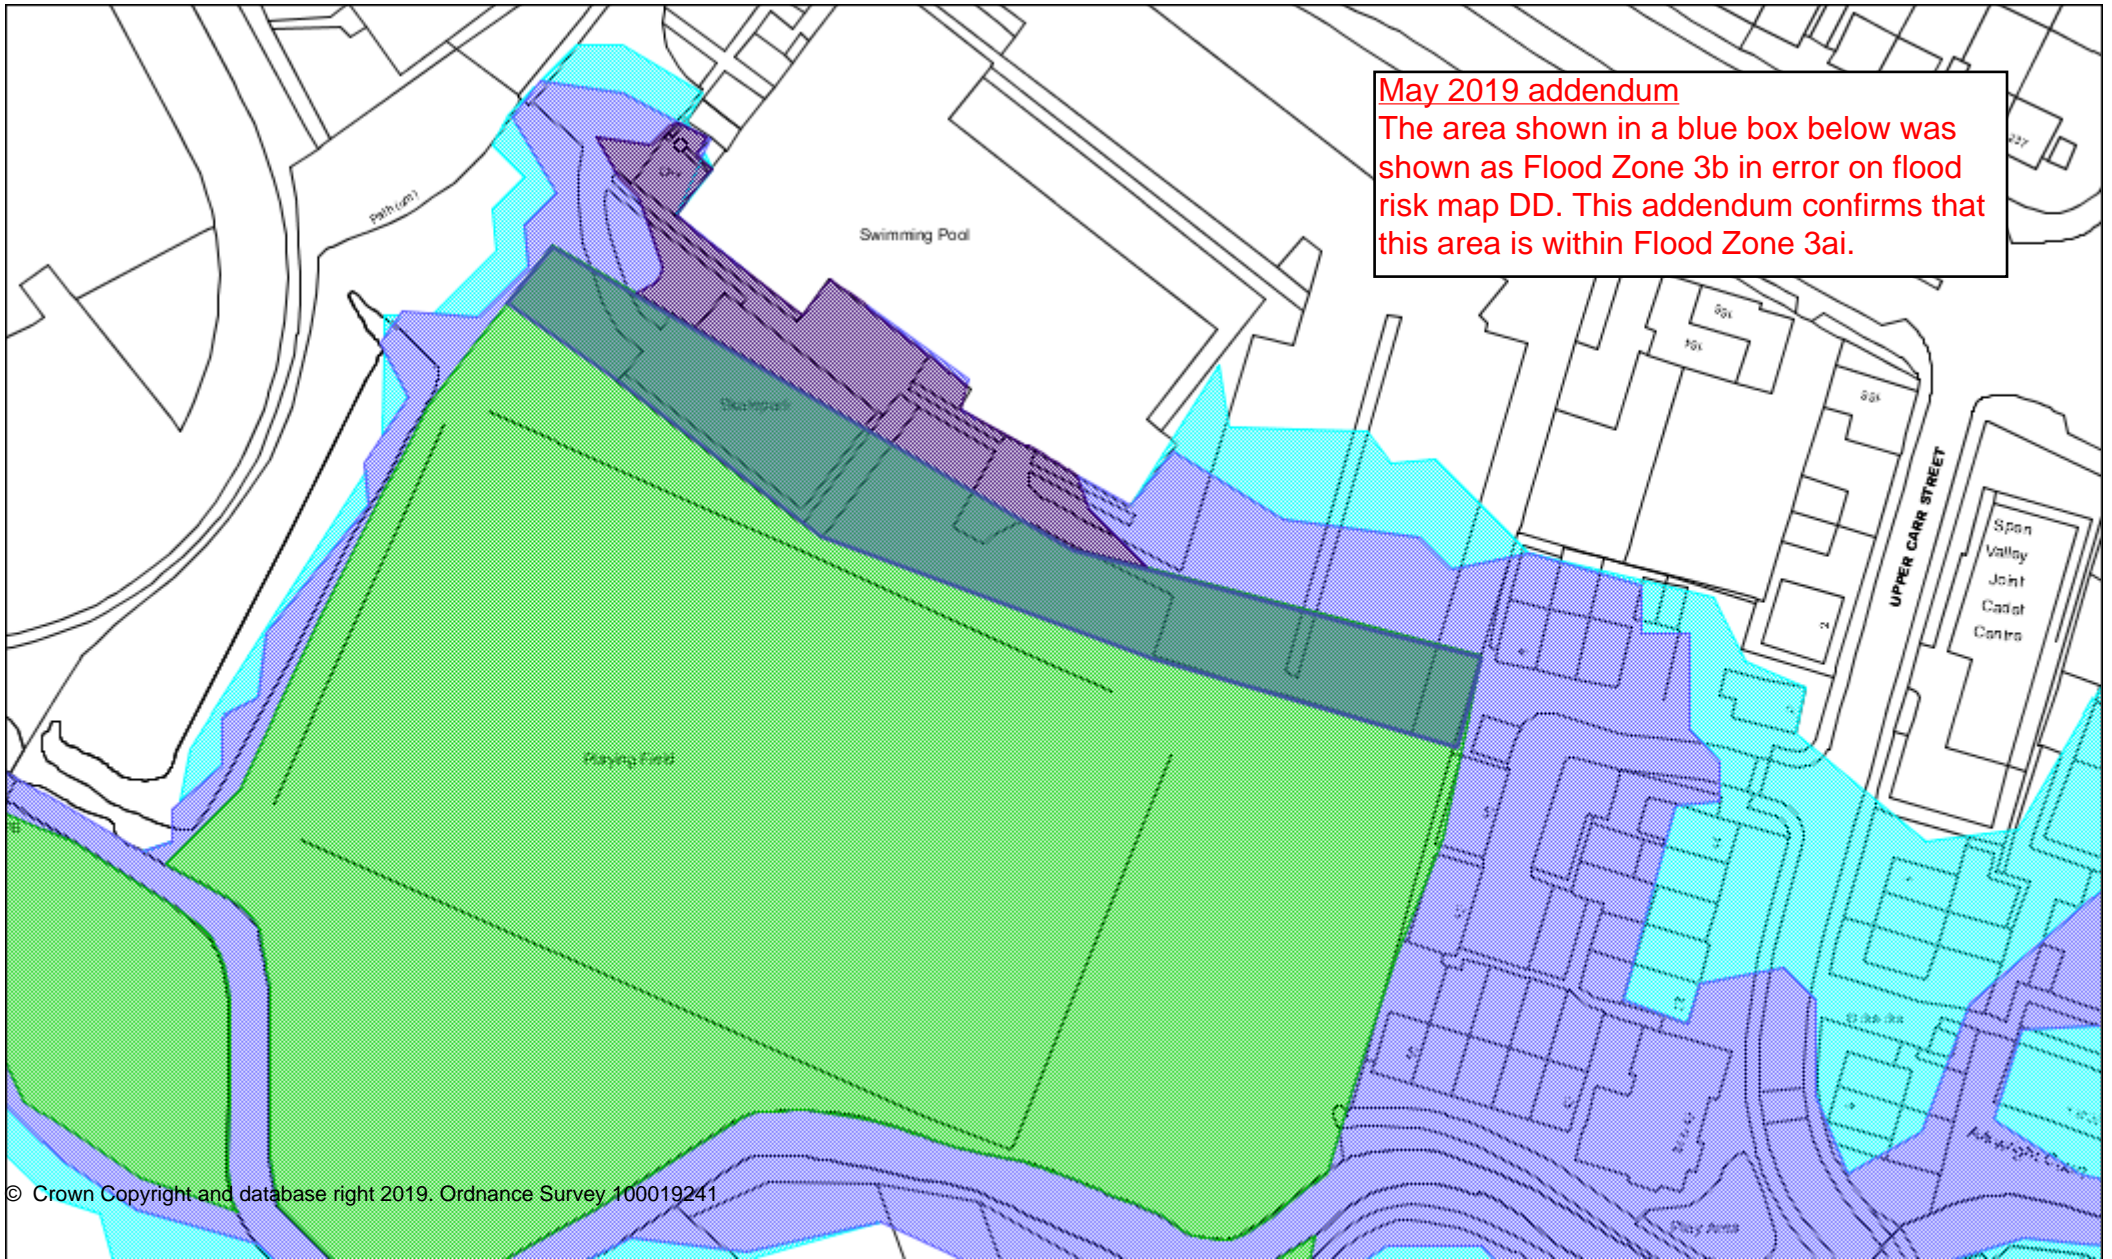 May 2019 addendum
The area shown in a blue box below was
shown as Flood Zone 3b in error on flood
risk map DD. This addendum confirms that
this area is within Flood Zone 3ai.
237
Path (um)
Swimming Pool
Skatepark
UPPER CARR STREET
Spen
Valley
Joint
Cadet
Centre
2
Playing Field
Play Area
© Crown Copyright and database right 2019. Ordnance Survey 100019241